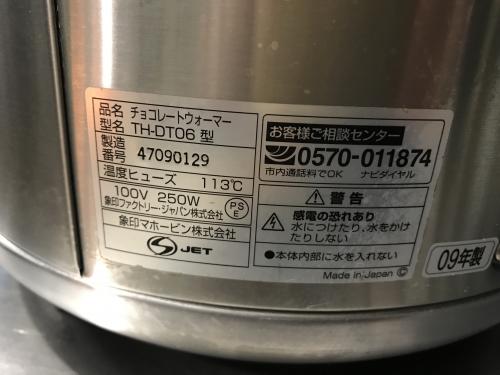 品名 チョコレートウォーマー
型名 TH-DT06 型
製造
番号 47090129
温度ヒューズ 113℃
100V 250W
象印ファクトリー・ジャパン株式会社
PS
E
象印マホービン株式会社
S JET
お客様ご相談センター
0570-011874
市内通話料でOK ナビダイヤル
⚠ 警告
感電の恐れあり
水につけたり、水をかけ
たりしない
●本体内部に水を入れない
Made in Japan Ⓒ
09年製